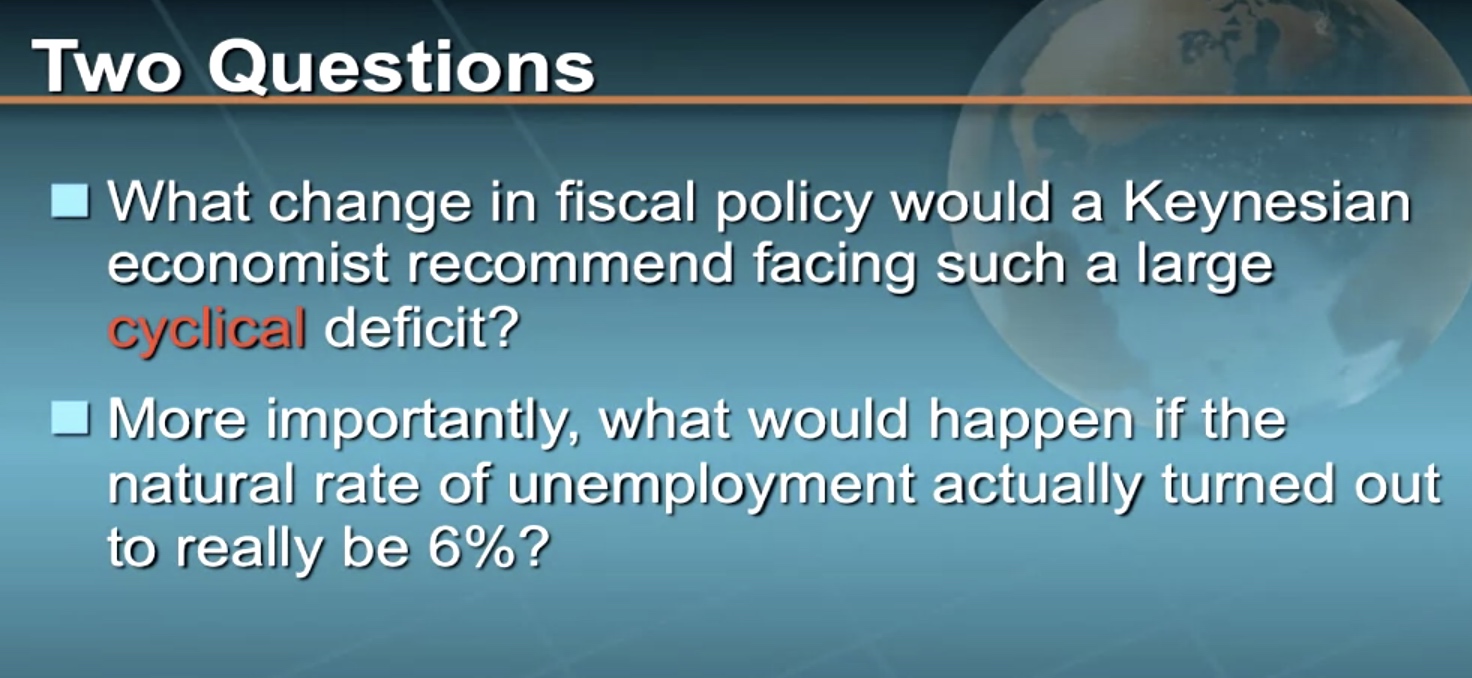 Two Questions
What change in fiscal policy would a Keynesian
economist recommend facing such a large
cyclical deficit?
More importantly, what would happen if the
natural rate of unemployment actually turned out
to really be 6%?